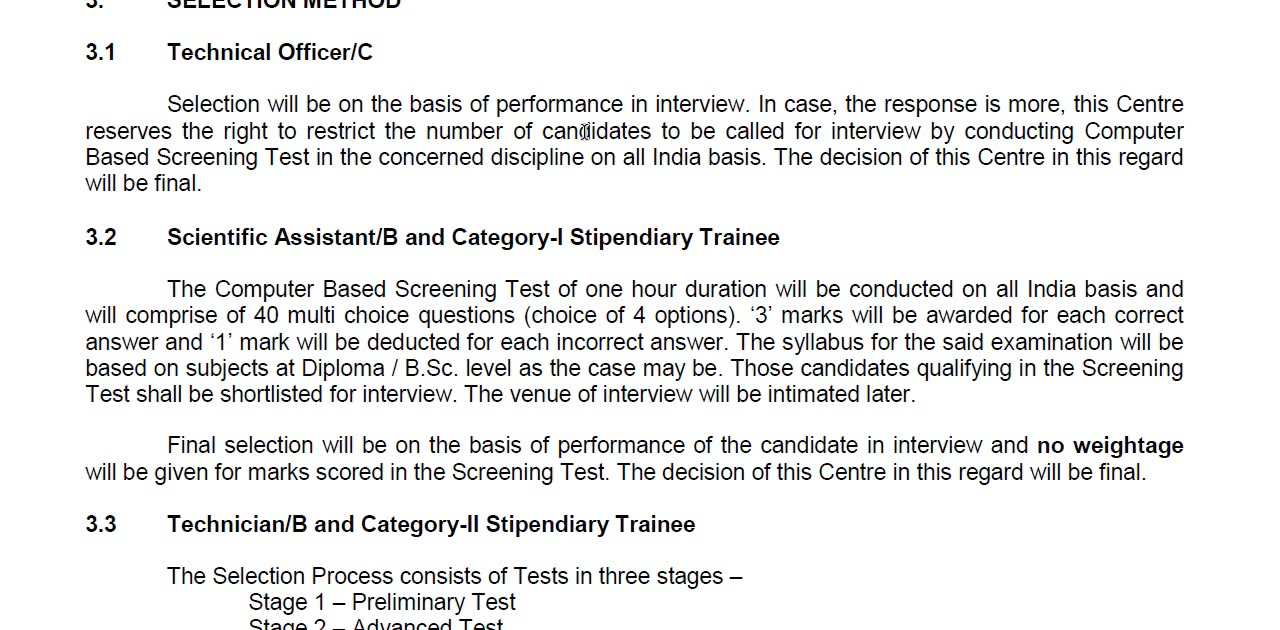 3. SELECTION METHOD
3.1 Technical Officer/C
Selection will be on the basis of performance in interview. In case, the response is more, this Centre
reserves the right to restrict the number of candidates to be called for interview by conducting Computer
Based Screening Test in the concerned discipline on all India basis. The decision of this Centre in this regard
will be final.
3.2 Scientific Assistant/B and Category-I Stipendiary Trainee
The Computer Based Screening Test of one hour duration will be conducted on all India basis and
will comprise of 40 multi choice questions (choice of 4 options). ‘3’ marks will be awarded for each correct
answer and ‘1’ mark will be deducted for each incorrect answer. The syllabus for the said examination will be
based on subjects at Diploma / B.Sc. level as the case may be. Those candidates qualifying in the Screening
Test shall be shortlisted for interview. The venue of interview will be intimated later.
Final selection will be on the basis of performance of the candidate in interview and no weightage
will be given for marks scored in the Screening Test. The decision of this Centre in this regard will be final.
3.3 Technician/B and Category-II Stipendiary Trainee
The Selection Process consists of Tests in three stages –
Stage 1 – Preliminary Test
Stage 2 – Advanced Test